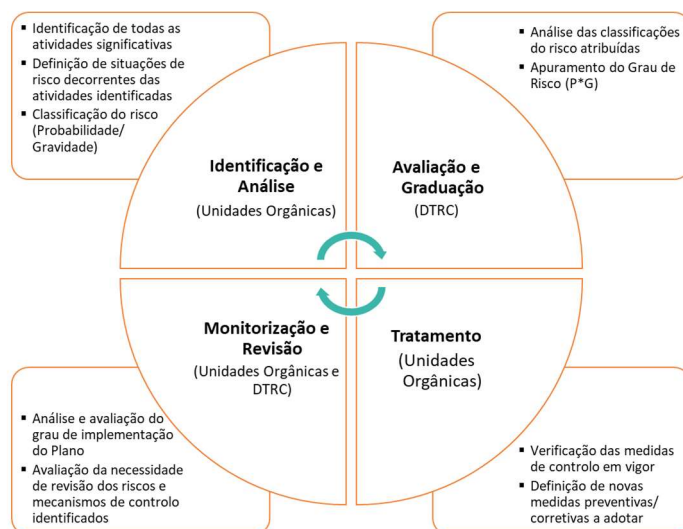 ▪ Identificação de todas as
atividades significativas
▪ Definição de situações de
risco decorrentes das
atividades identificadas
▪ Classificação do risco
(Probabilidade/
Gravidade)
▪ Análise das classificações
do risco atribuídas
▪ Apuramento do Grau de
Risco (P*G)
Identificação e
Análise
(Unidades Orgânicas)
Avaliação e
Graduação
(DTRC)
Monitorização e
Revisão
(Unidades Orgânicas e
DTRC)
Tratamento
(Unidades
Orgânicas)
▪ Análise e avaliação do
grau de implementação
do Plano
▪ Avaliação da necessidade
de revisão dos riscos e
mecanismos de controlo
identificados
▪ Verificação das medidas
de controlo em vigor
▪ Definição de novas
medidas preventivas/
corretivas a adotar